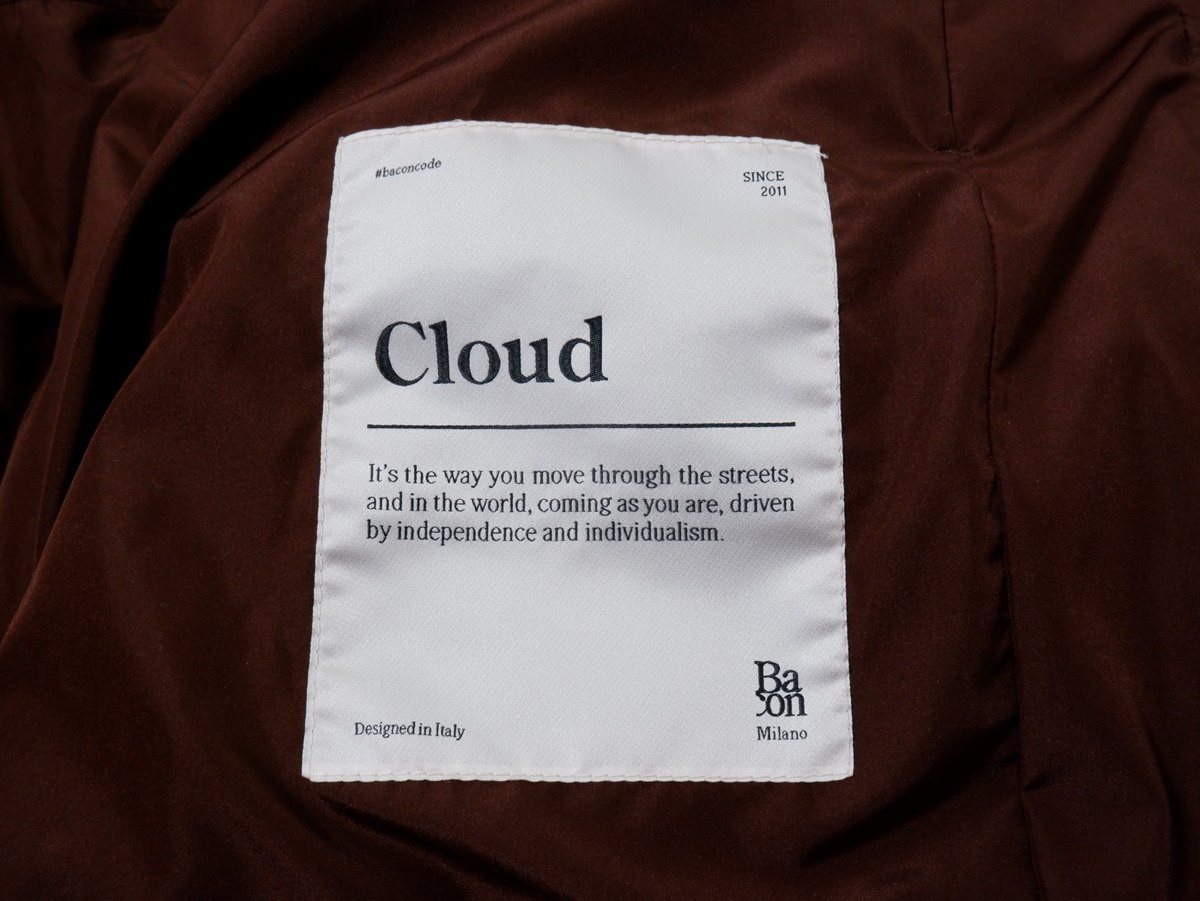 #baconcode
SINCE
2011
Cloud
It's the way you move through the streets,
and in the world, coming as you are, driven
by independence and individualism.
Designed in Italy
Ba
con
Milano